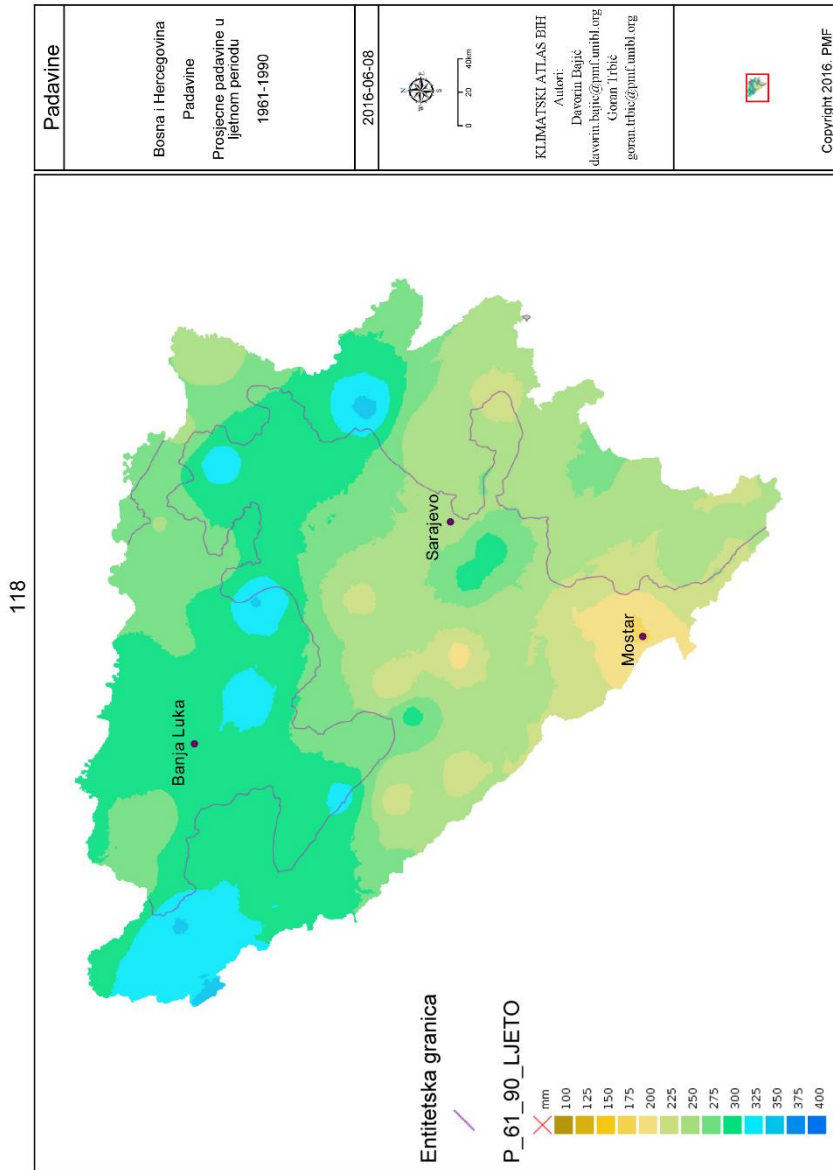 118
Padavine
Bosna i Hercegovina
Padavine
Prosjecne padavine u
ljetnom periodu
1961-1990
2016-06-08
N
W E
S
0 20 40km
KLIMATSKI ATLAS BIH
Autori:
Davorin Bajić
davorin.bajic@pmf.unibl.org
Goran Trbić
goran.trbic@pmf.unibl.org
Copyright 2016. PMF
Banja Luka
Sarajevo
Mostar
Entitetska granica
P_61_90_LJETO
mm
100
125
150
175
200
225
250
275
300
325
350
375
400